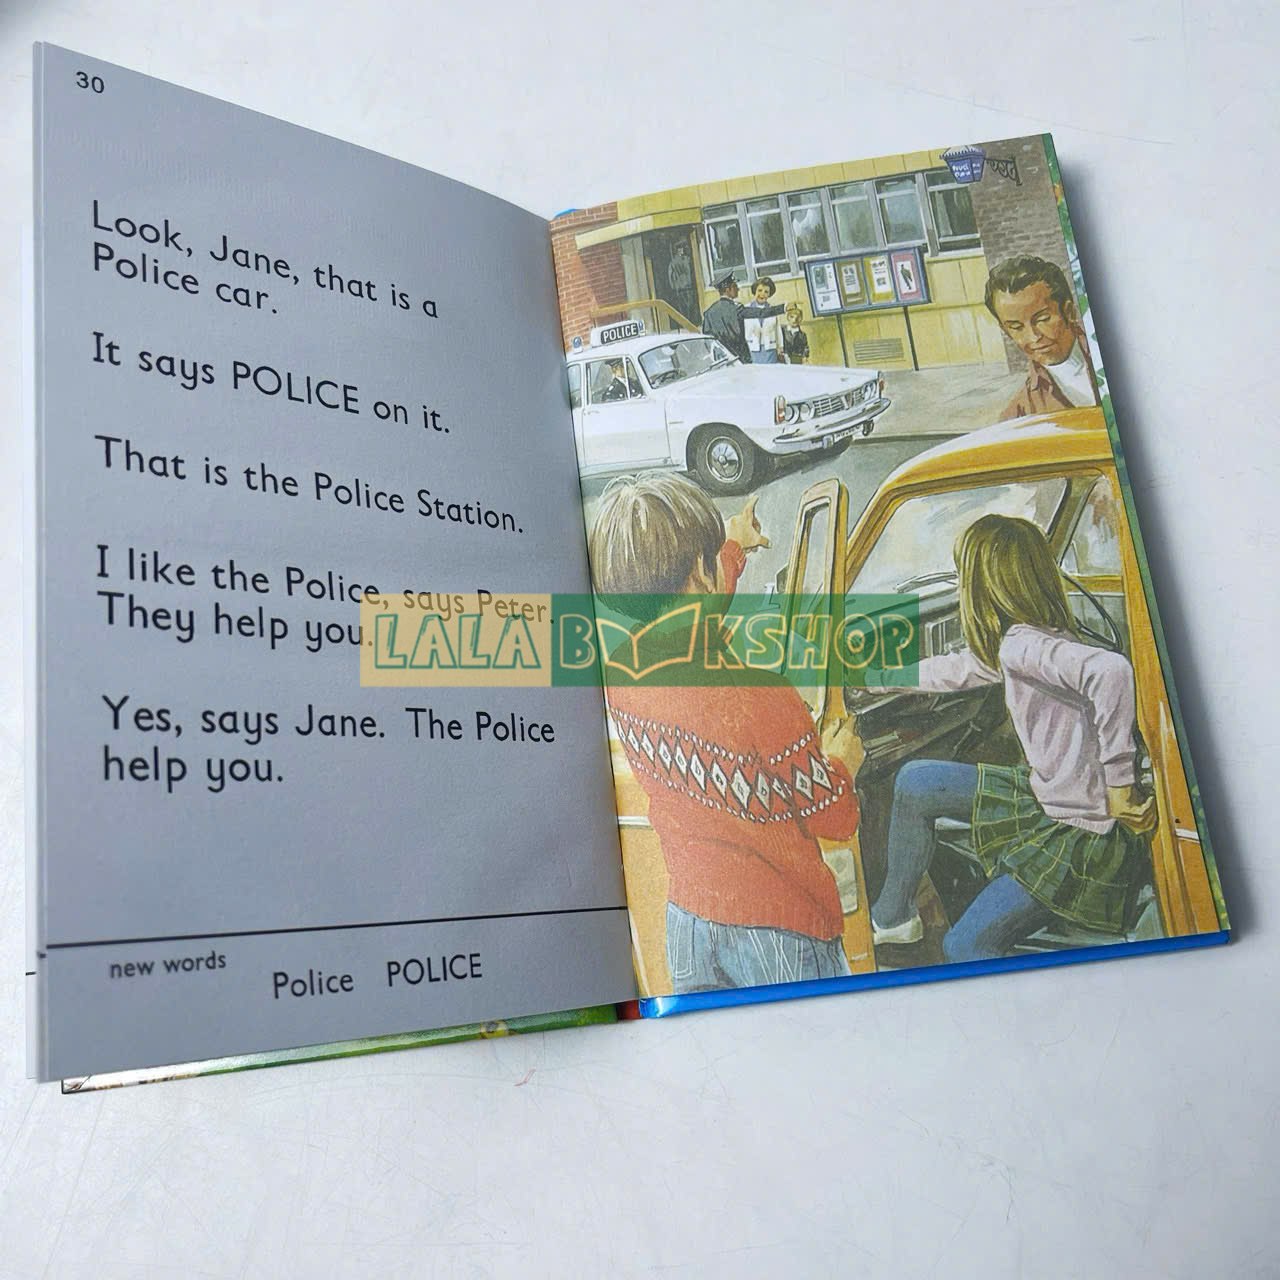 30
Look, Jane, that is a
Police car.
It says POLICE on it.
That is the Police Station.
I like the Police, says Peter.
They help you.
Yes, says Jane. The Police
help you.
new words Police POLICE
POLICE
LALA BOOKSHOP